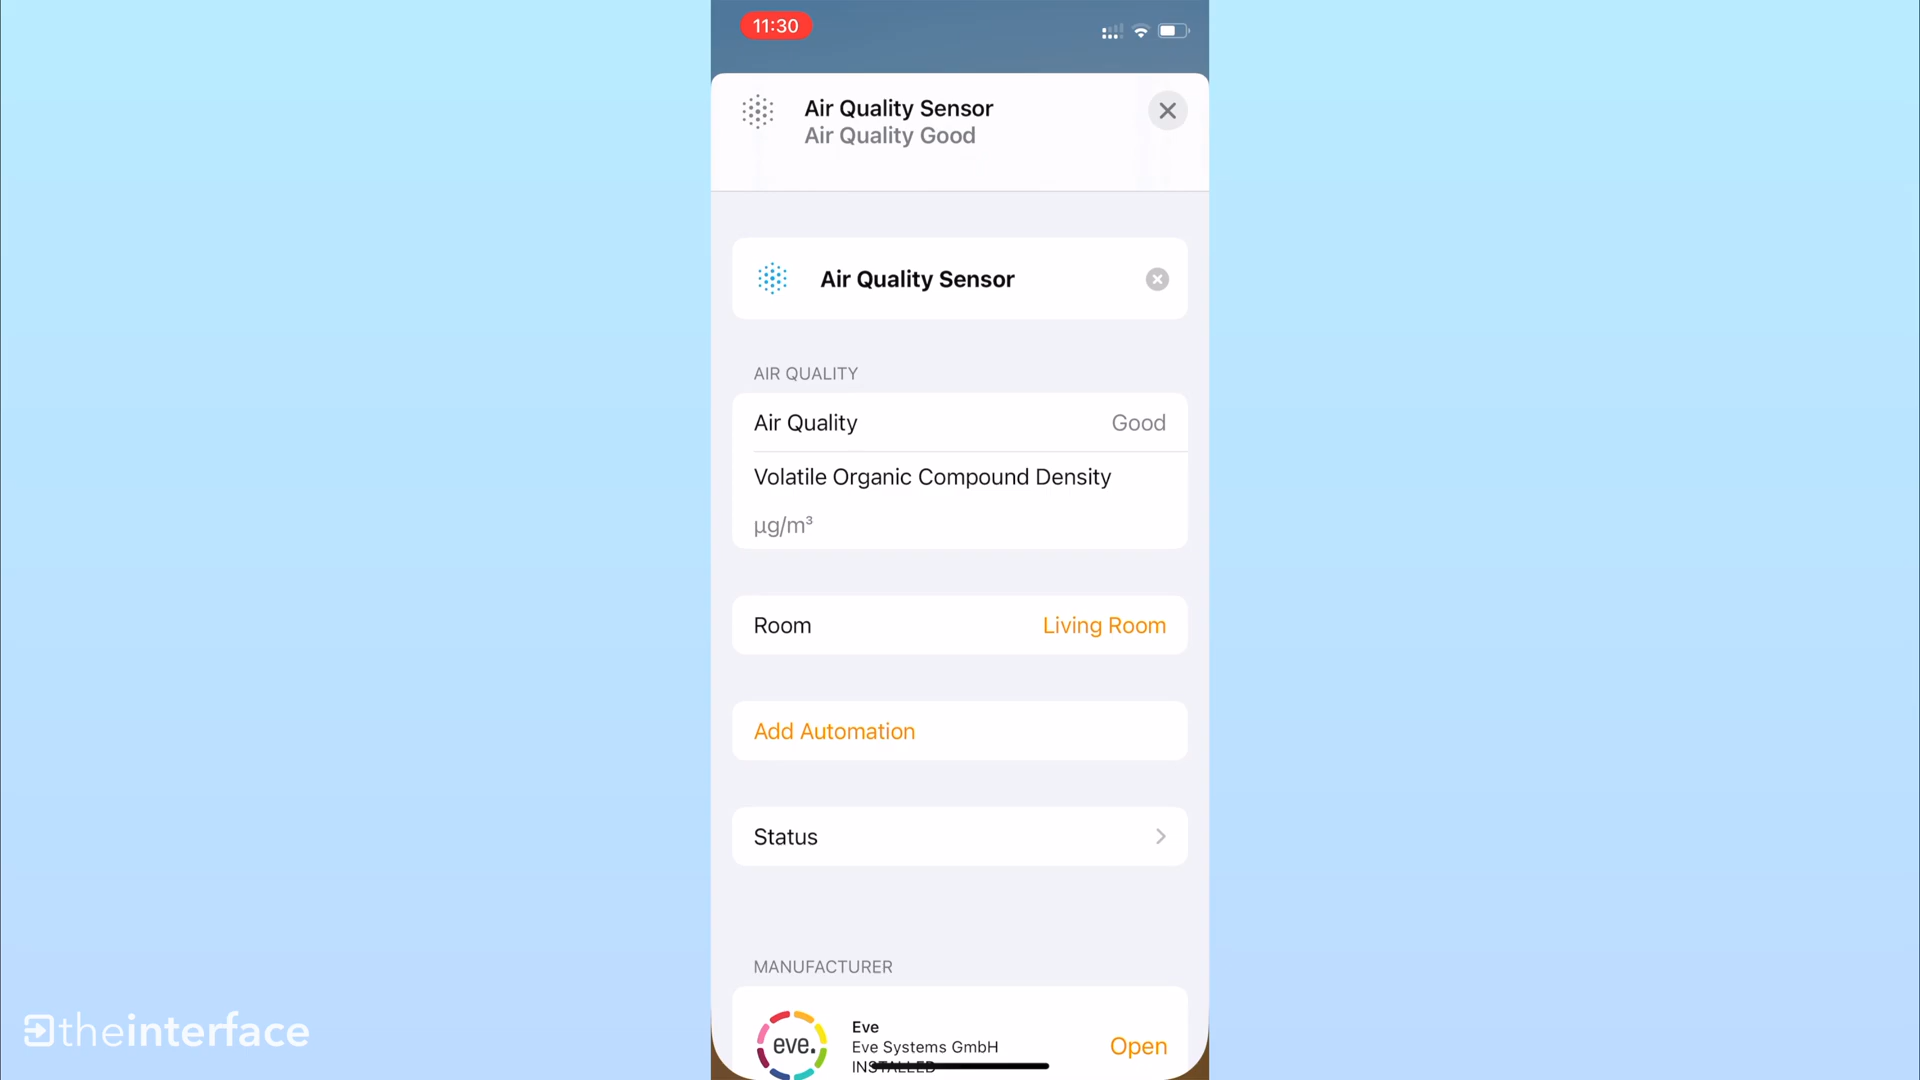 11:30
Air Quality Sensor
Air Quality Good
Air Quality Sensor
AIR QUALITY
Air Quality Good
Volatile Organic Compound Density
µg/m³
Room Living Room
Add Automation
Status
MANUFACTURER
eve.
Eve
Eve Systems GmbH
INSTALLED
Open
theinterface